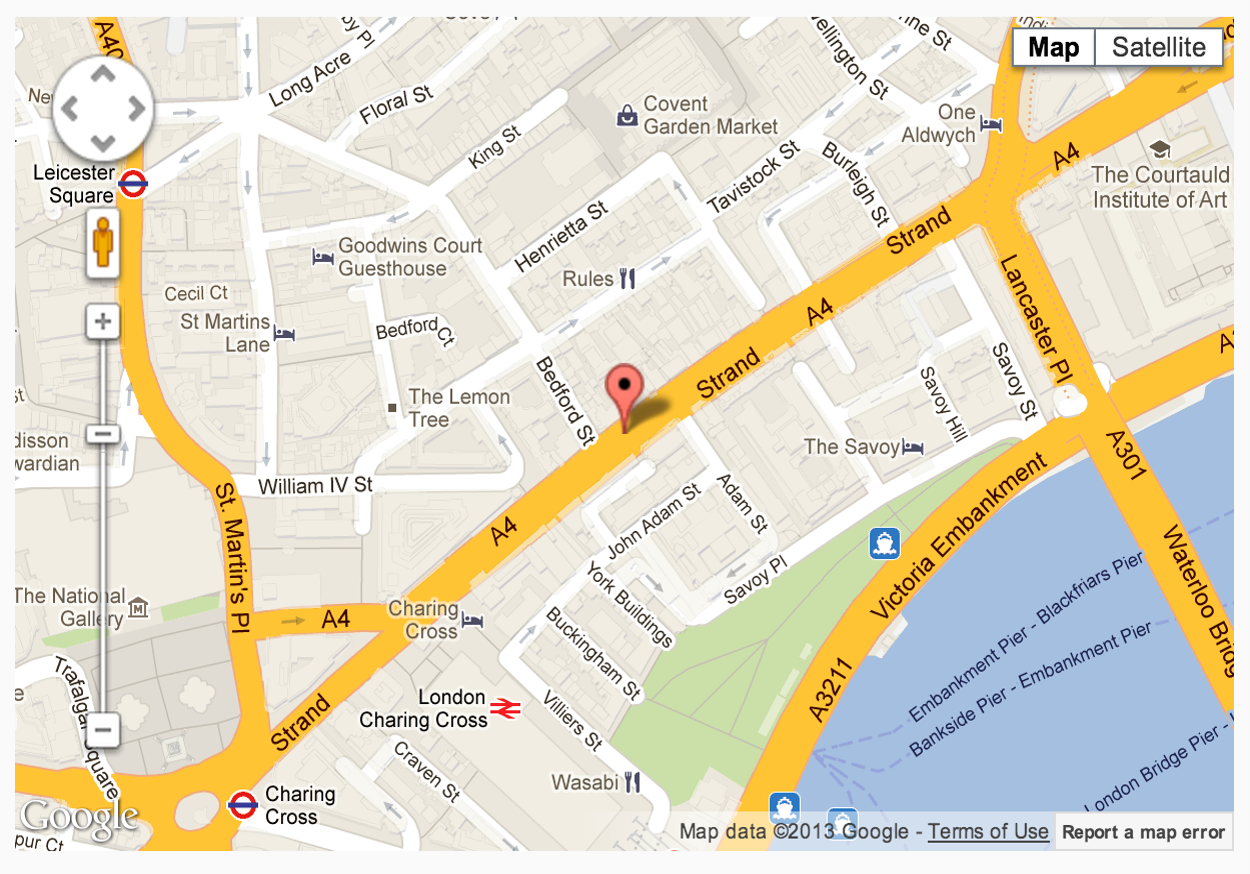 A40
Long Acre
Floral St
King St
Covent
Garden Market
Wellington St
One
Aldwych
Map
Satellite
A4
The Courtauld
Institute of Art
Leicester
Square
Tavistock St
Burleigh St
Henrietta St
Strand
Goodwins Court
Guesthouse
Rules
Lancaster Pl
Cecil Ct
St Martins
Lane
Bedford Ct
A4
Bedford St
Strand
Savoy St
Savoy Hill
The Lemon
Tree
disson
wardian
The Savoy
A301
William IV St
St. Martin's Pl
A4
Adam St
John Adam St
Victoria Embankment
Savoy Pl
York Buildings
Buckingham St
The National
Gallery
A4
Charing
Cross
Waterloo Bridg
Embankment Pier - Blackfriars Pier
Bankside Pier - Embankment Pier
London Bridge Pier -
A3211
Trafalgar Square
London
Charing Cross
Strand
Villiers St
Craven St
Wasabi
Charing
Cross
Google
pur Ct
Map data ©2013 Google - Terms of Use
Report a map error